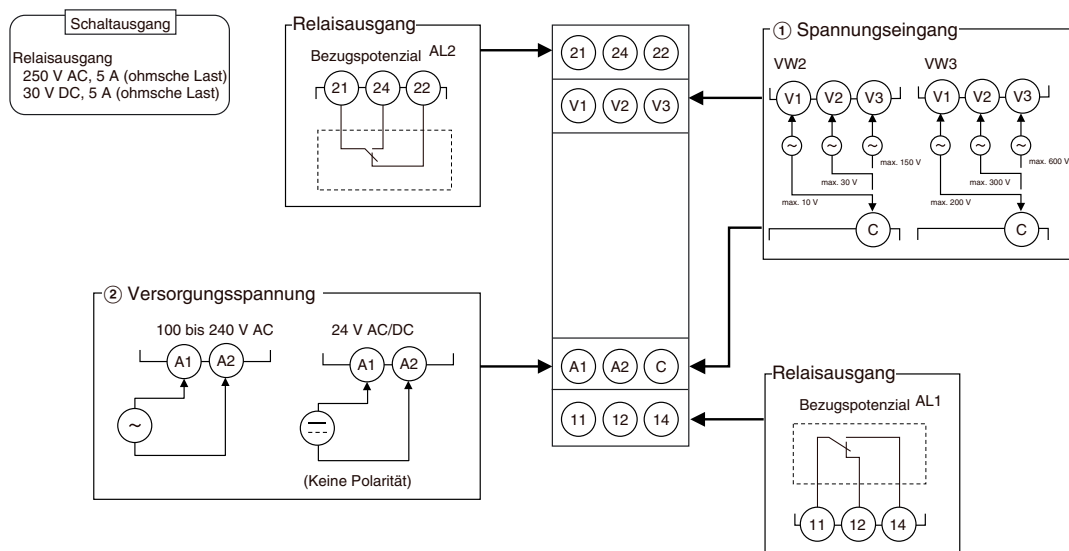 Schaltausgang
Relaisausgang
250 V AC, 5 A (ohmsche Last)
30 V DC, 5 A (ohmsche Last)
Relaisausgang
Bezugspotenzial AL2
21 24 22
21 24 22
V1 V2 V3
① Spannungseingang
VW2 VW3
V1 V2 V3 V1 V2 V3
~ ~ ~ ~ ~ ~
max. 150 V max. 600 V
max. 30 V max. 300 V
max. 10 V max. 200 V
C C
② Versorgungsspannung
100 bis 240 V AC 24 V AC/DC
A1 A2 A1 A2
~
(Keine Polarität)
A1 A2 C
11 12 14
Relaisausgang
Bezugspotenzial AL1
11 12 14